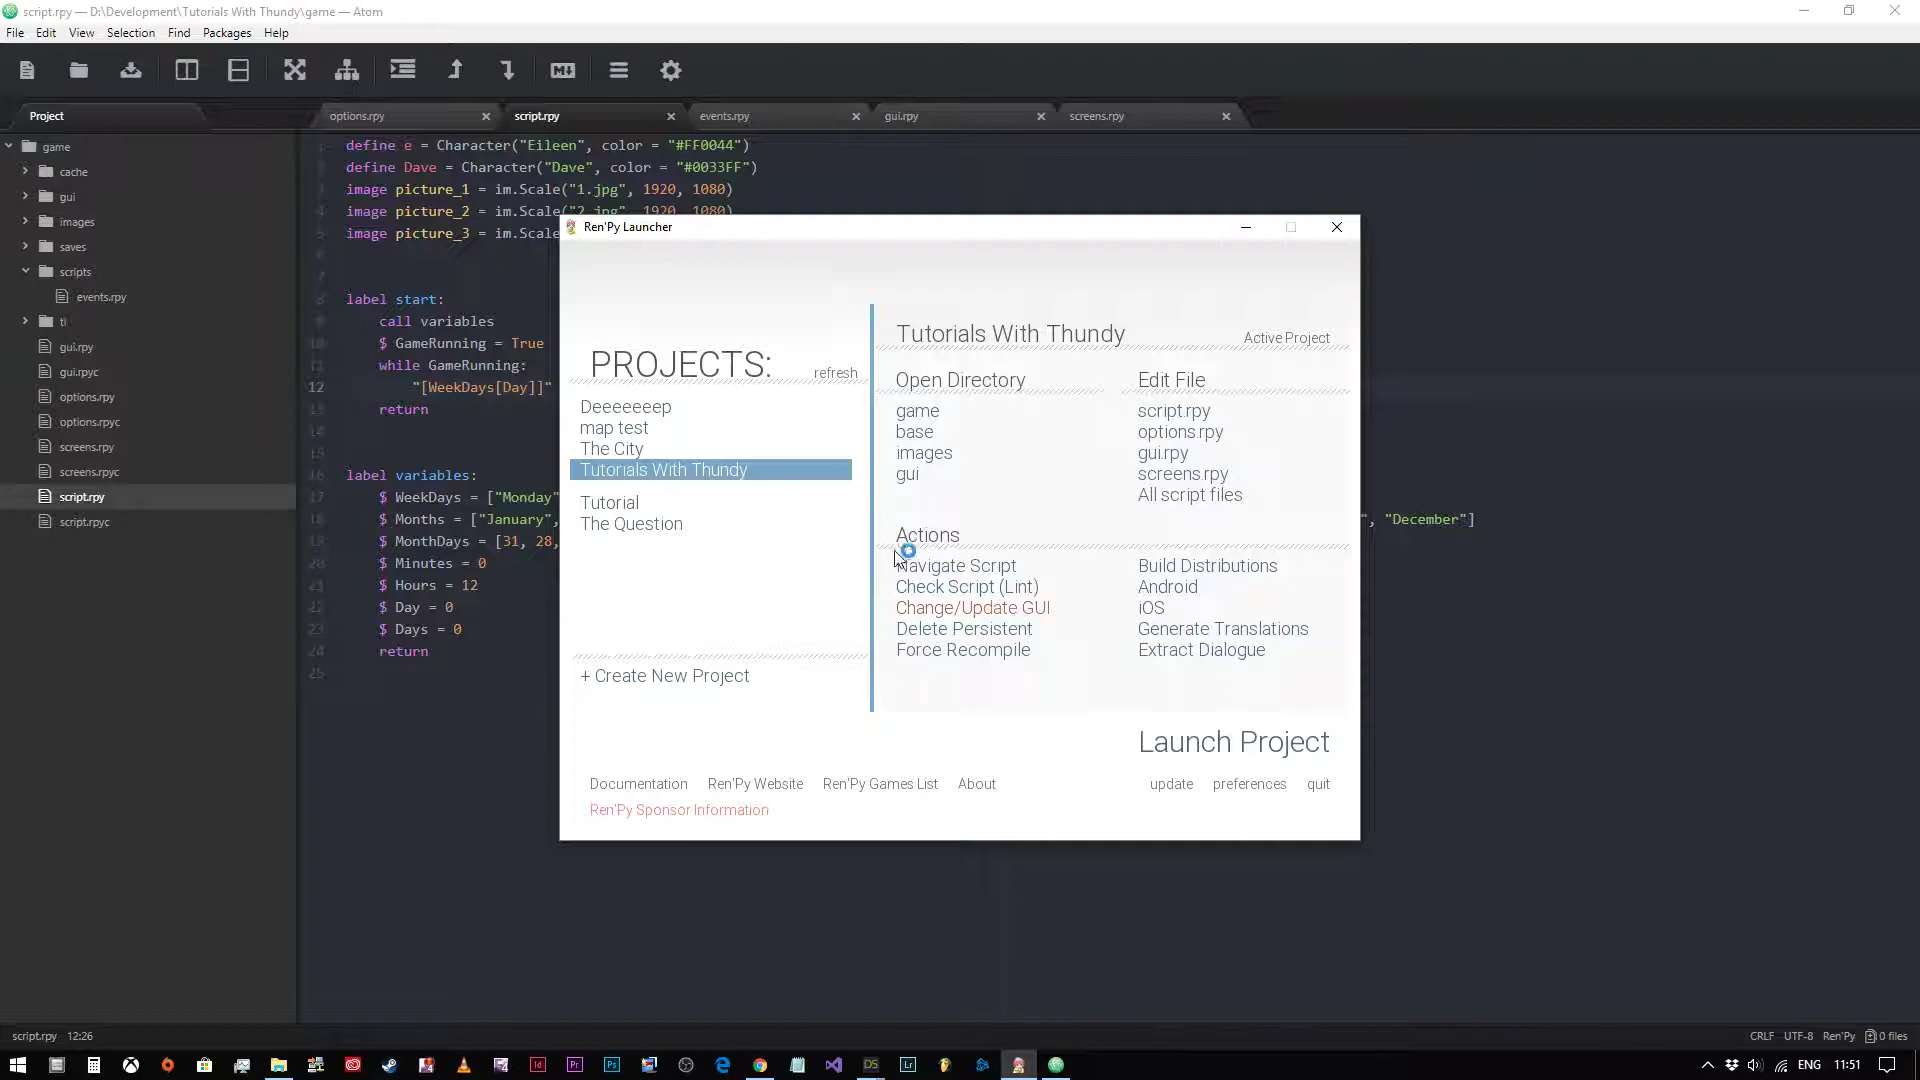 script.rpy — D:\Development\Tutorials With Thundy\game — Atom
File Edit View Selection Find Packages Help
Project
options.rpy
script.rpy
events.rpy
gui.rpy
screens.rpy
game
cache
gui
images
saves
scripts
events.rpy
tl
gui.rpy
gui.rpyc
options.rpy
options.rpyc
screens.rpy
screens.rpyc
script.rpy
script.rpyc
define e = Character("Eileen", color = "#FF0044")
define Dave = Character("Dave", color = "#0033FF")
image picture_1 = im.Scale("1.jpg", 1920, 1080)
image picture_2 = im.Scale("2.jpg", 1920, 1080)
image picture_3 = im.Scale
label start:
call variables
$ GameRunning = True
while GameRunning:
12 "[WeekDays[Day]]"
return
label variables:
$ WeekDays = ["Monday"
$ Months = ["January", ", "December"]
$ MonthDays = [31, 28,
$ Minutes = 0
$ Hours = 12
$ Day = 0
$ Days = 0
return
Ren'Py Launcher
PROJECTS:
refresh
Deeeeeeep
map test
The City
Tutorials With Thundy
Tutorial
The Question
+ Create New Project
Tutorials With Thundy
Active Project
Open Directory
game
base
images
gui
Edit File
script.rpy
options.rpy
gui.rpy
screens.rpy
All script files
Actions
Navigate Script
Check Script (Lint)
Change/Update GUI
Delete Persistent
Force Recompile
Build Distributions
Android
iOS
Generate Translations
Extract Dialogue
Launch Project
Documentation Ren'Py Website Ren'Py Games List About
update preferences quit
Ren'Py Sponsor Information
script.rpy 12:26
CRLF UTF-8 Ren'Py 0 files
ENG 11:51